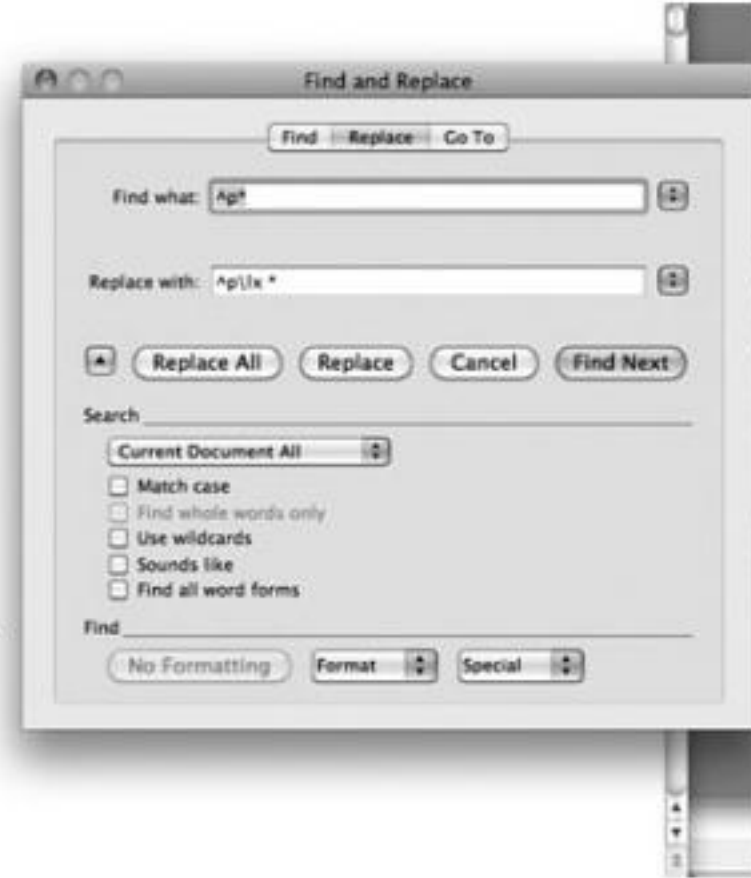 Find and Replace
Find Replace Go To
Find what: ^p*
Replace with: ^p\lx *
Replace All Replace Cancel Find Next
Search
Current Document All
Match case
Find whole words only
Use wildcards
Sounds like
Find all word forms
Find
No Formatting Format Special